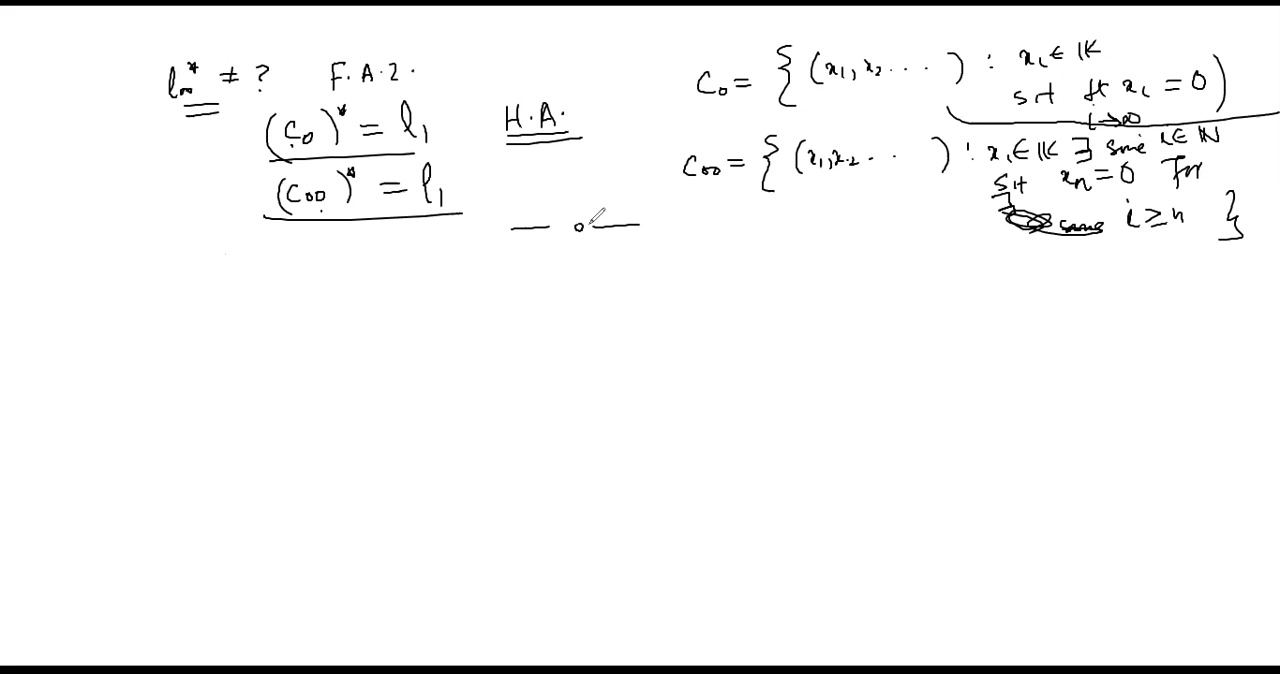 l∞* ≠ ? F.A.2.
(C₀)* = l₁ H.A.
(C₀₀)* = l₁
C₀ = { (x₁, x₂ ... ) : xᵢ ∈ K
s.t lt xᵢ = 0 )
i→∞
C₀₀ = { (x₁, x₂ ... ) : xᵢ ∈ K ∃ some i ∈ N
s.t xₙ = 0 for
i ≥ n }